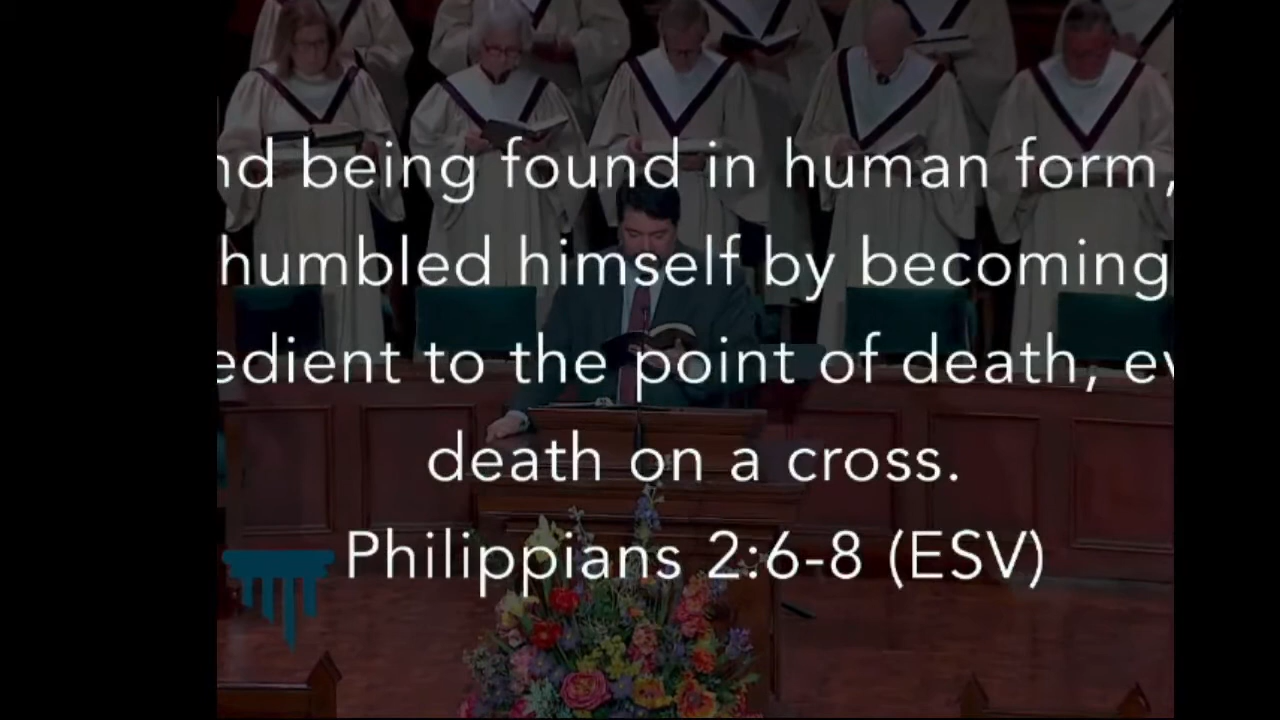 nd being found in human form,
humbled himself by becoming
edient to the point of death, ev
death on a cross.
Philippians 2:6-8 (ESV)